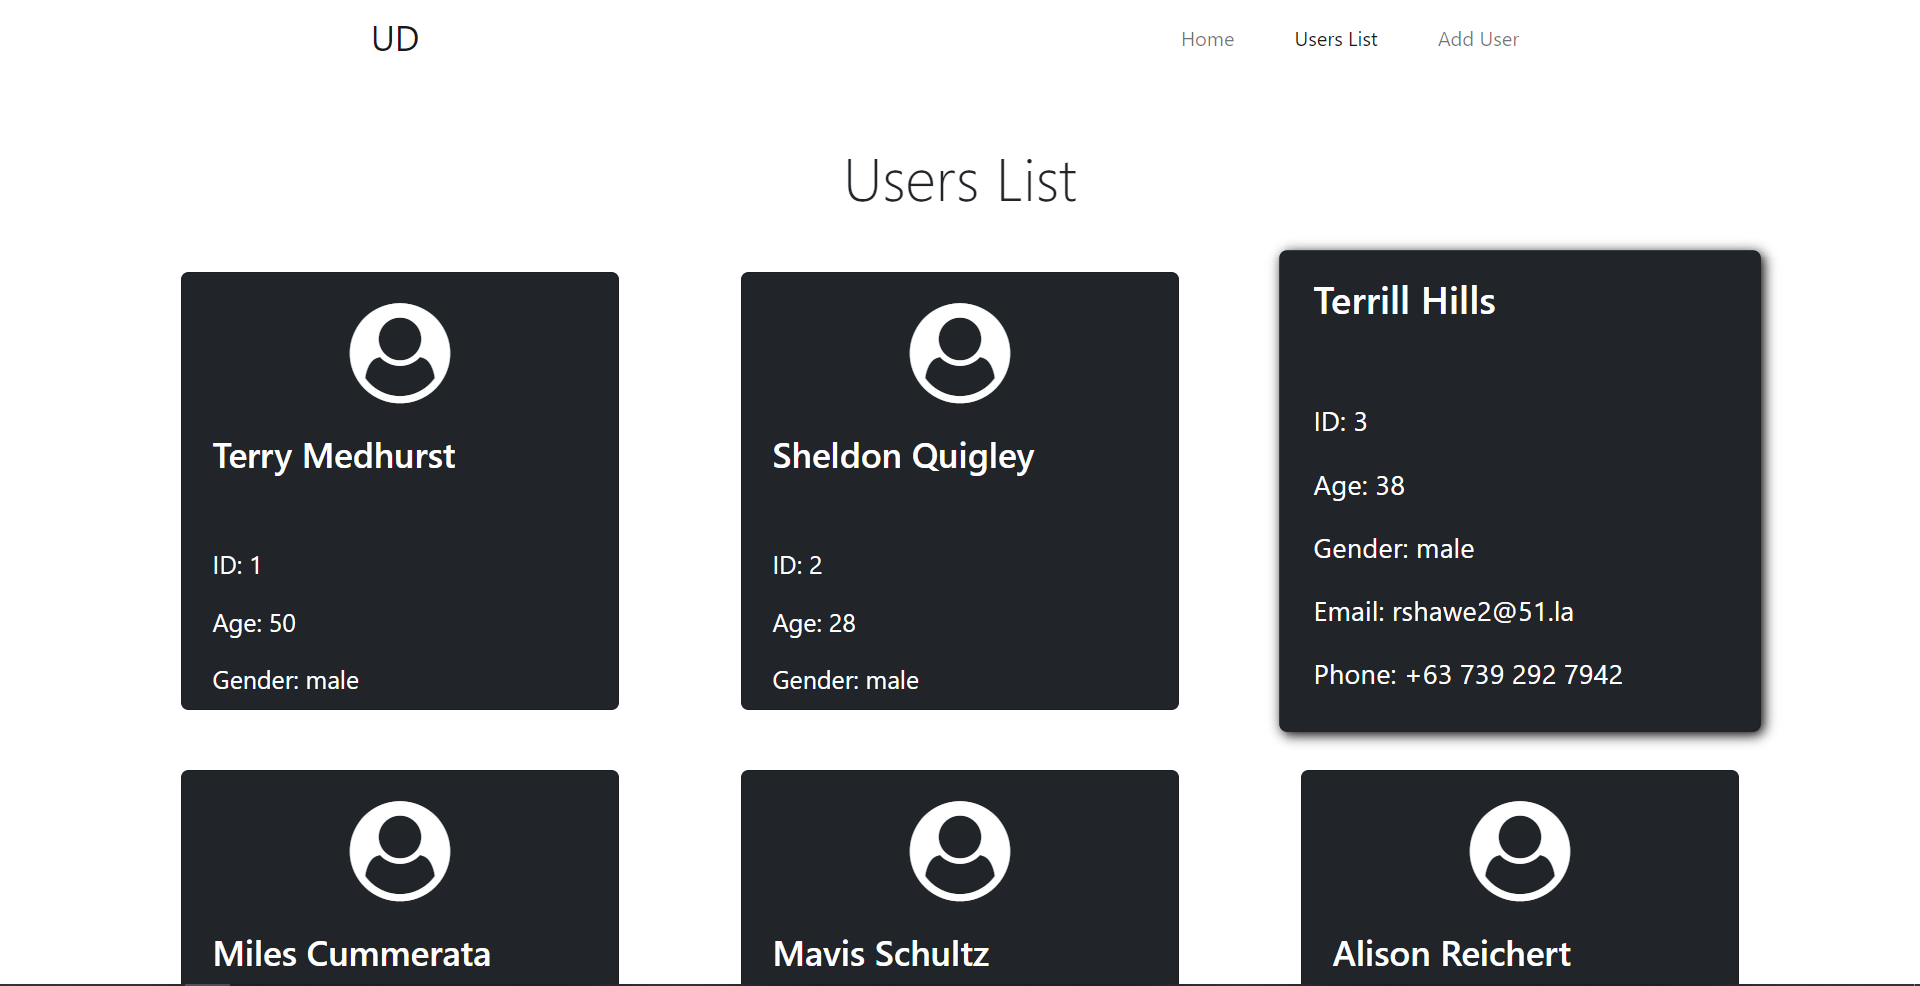 UD
Home
Users List
Add User
Users List
Terry Medhurst
ID: 1
Age: 50
Gender: male
Sheldon Quigley
ID: 2
Age: 28
Gender: male
Terrill Hills
ID: 3
Age: 38
Gender: male
Email: rshawe2@51.la
Phone: +63 739 292 7942
Miles Cummerata
Mavis Schultz
Alison Reichert